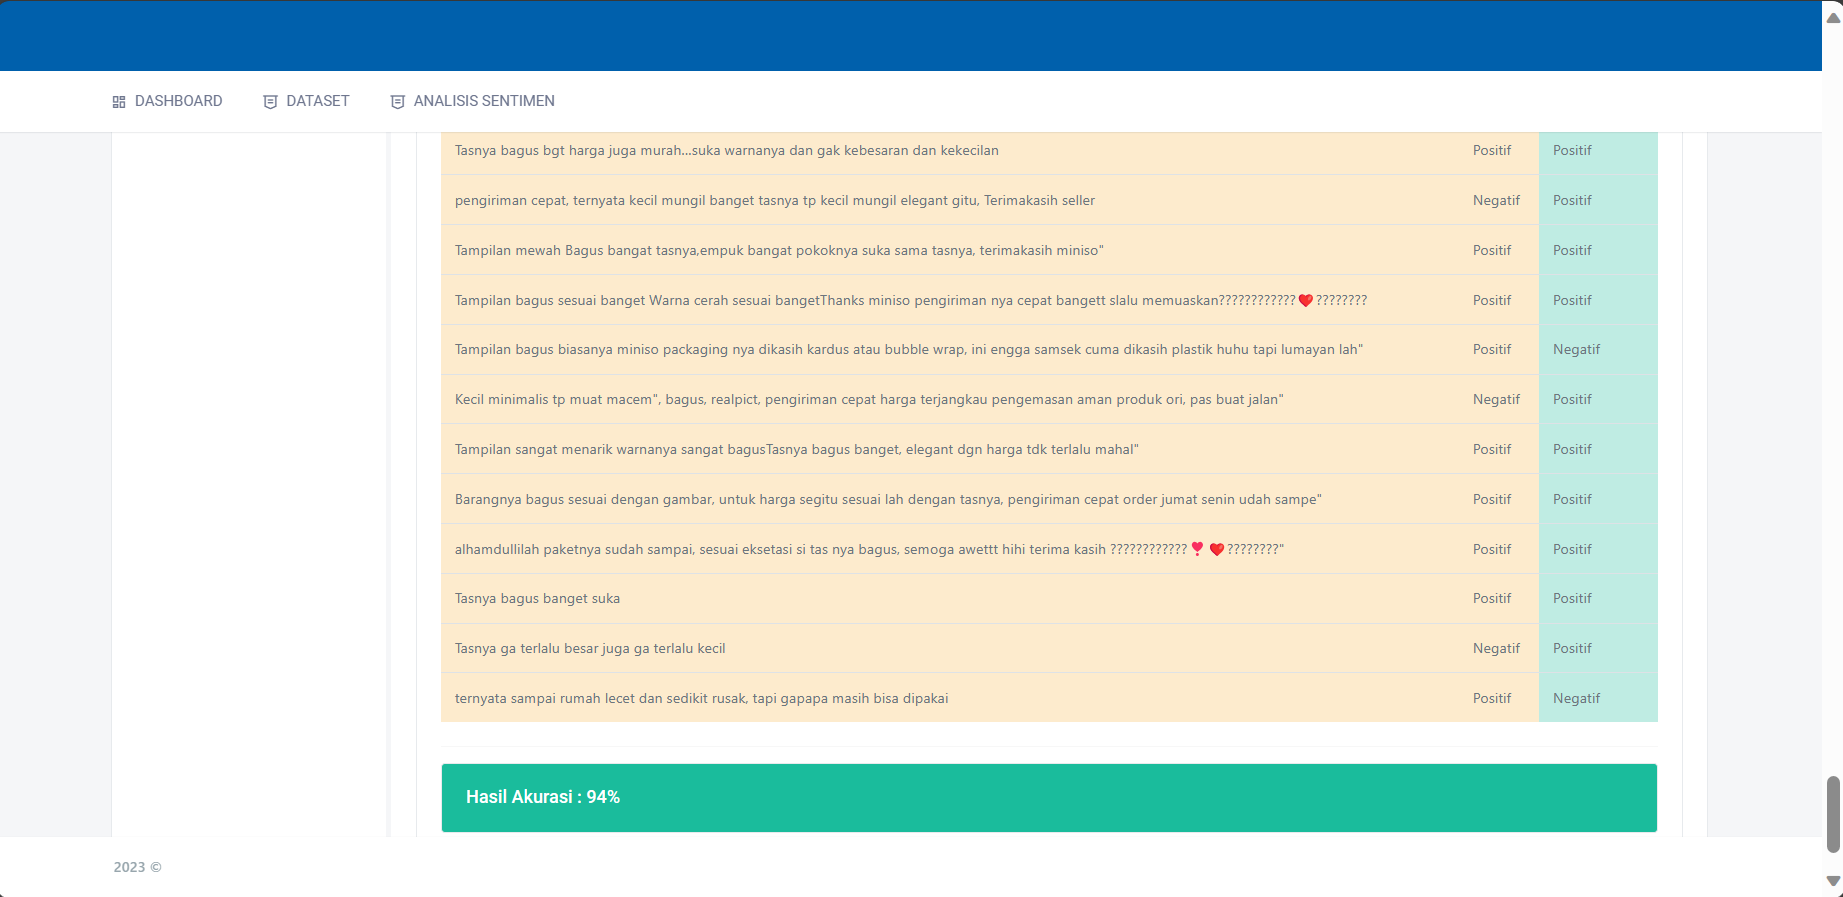 DASHBOARD DATASET ANALISIS SENTIMEN
Tasnya bagus bgt harga juga murah...suka warnanya dan gak kebesaran dan kekecilan Positif Positif
pengiriman cepat, ternyata kecil mungil banget tasnya tp kecil mungil elegant gitu, Terimakasih seller Negatif Positif
Tampilan mewah Bagus bangat tasnya,empuk bangat pokoknya suka sama tasnya, terimakasih miniso" Positif Positif
Tampilan bagus sesuai banget Warna cerah sesuai bangetThanks miniso pengiriman nya cepat bangett slalu memuaskan????????????❤️???????? Positif Positif
Tampilan bagus biasanya miniso packaging nya dikasih kardus atau bubble wrap, ini engga samsek cuma dikasih plastik huhu tapi lumayan lah" Positif Negatif
Kecil minimalis tp muat macem", bagus, realpict, pengiriman cepat harga terjangkau pengemasan aman produk ori, pas buat jalan" Negatif Positif
Tampilan sangat menarik warnanya sangat bagusTasnya bagus banget, elegant dgn harga tdk terlalu mahal" Positif Positif
Barangnya bagus sesuai dengan gambar, untuk harga segitu sesuai lah dengan tasnya, pengiriman cepat order jumat senin udah sampe" Positif Positif
alhamdullilah paketnya sudah sampai, sesuai eksetasi si tas nya bagus, semoga awettt hihi terima kasih ????????????❣️❤️????????" Positif Positif
Tasnya bagus banget suka Positif Positif
Tasnya ga terlalu besar juga ga terlalu kecil Negatif Positif
ternyata sampai rumah lecet dan sedikit rusak, tapi gapapa masih bisa dipakai Positif Negatif
Hasil Akurasi : 94%
2023 ©